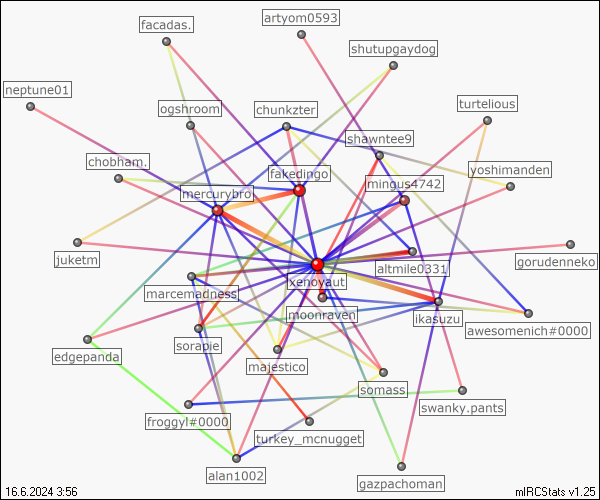 artyom0593
facadas.
shutupgaydog
neptune01
ogshroom
chunkzter
turtelious
shawntee9
chobham.
fakedingo
yoshimanden
mingus4742
mercurybro.
juketm
gorudenneko
altmile0331
xenoyaut
marcemadness
moonraven
ikasuzu
awesomenich#0000
sorapie
edgepanda
majestico
somass
swanky.pants
froggyl#0000
turkey_mcnugget
alan1002
gazpachoman
16.6.2024 3:56
mIRCStats v1.25